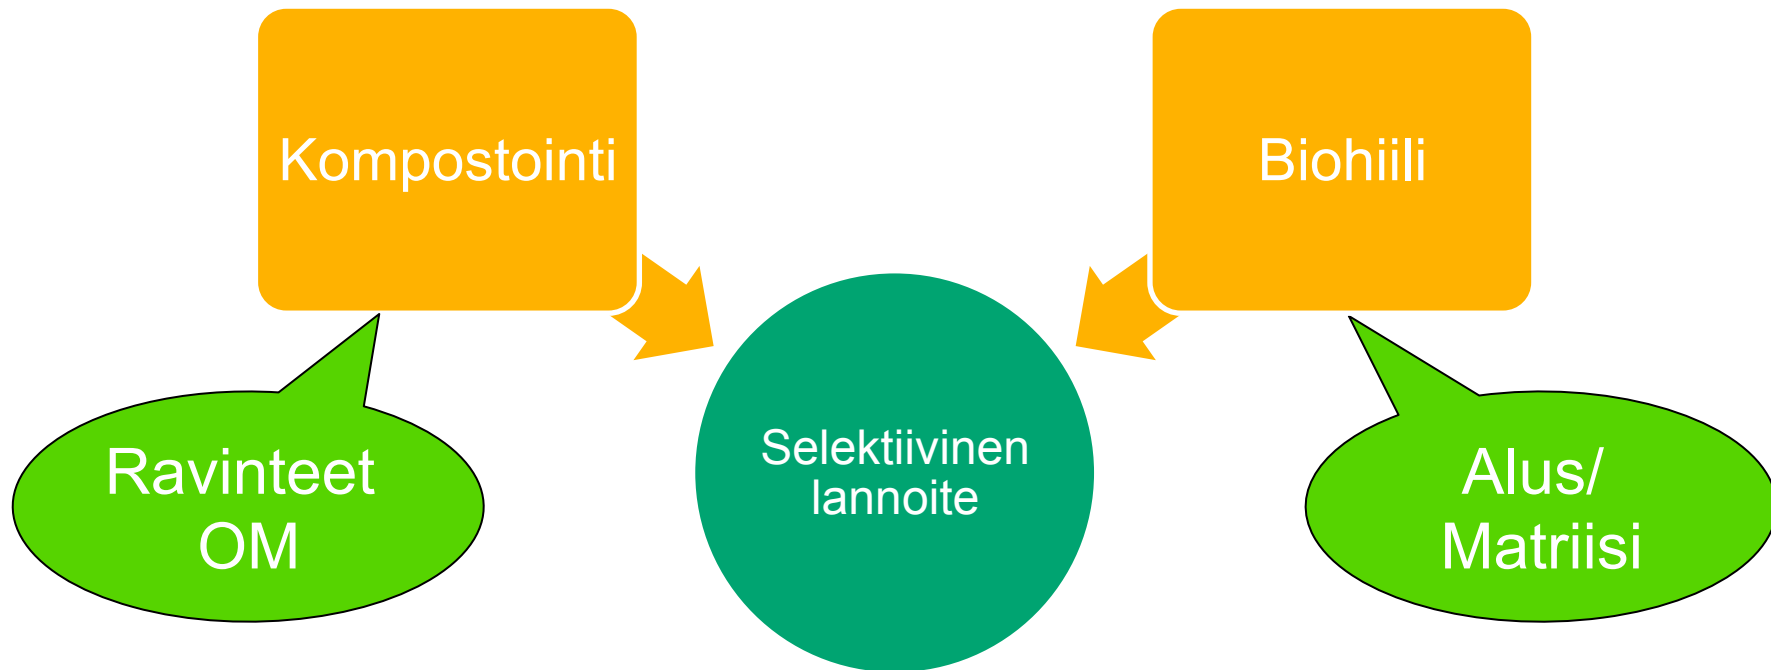 Kompostointi
Biohiili
Selektiivinen
lannoite
Ravinteet
OM
Alus/
Matriisi